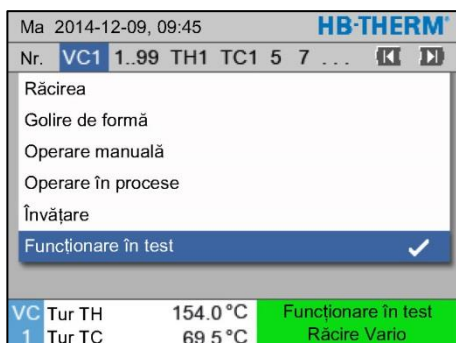 Ma 2014-12-09, 09:45 HB-THERM®
Nr. VC1 1..99 TH1 TC1 5 7 ...
Răcirea
Golire de formă
Operare manuală
Operare în procese
Învățare
Funcționare în test
VC Tur TH 154.0 °C Funcționare în test
1 Tur TC 69.5 °C Răcire Vario